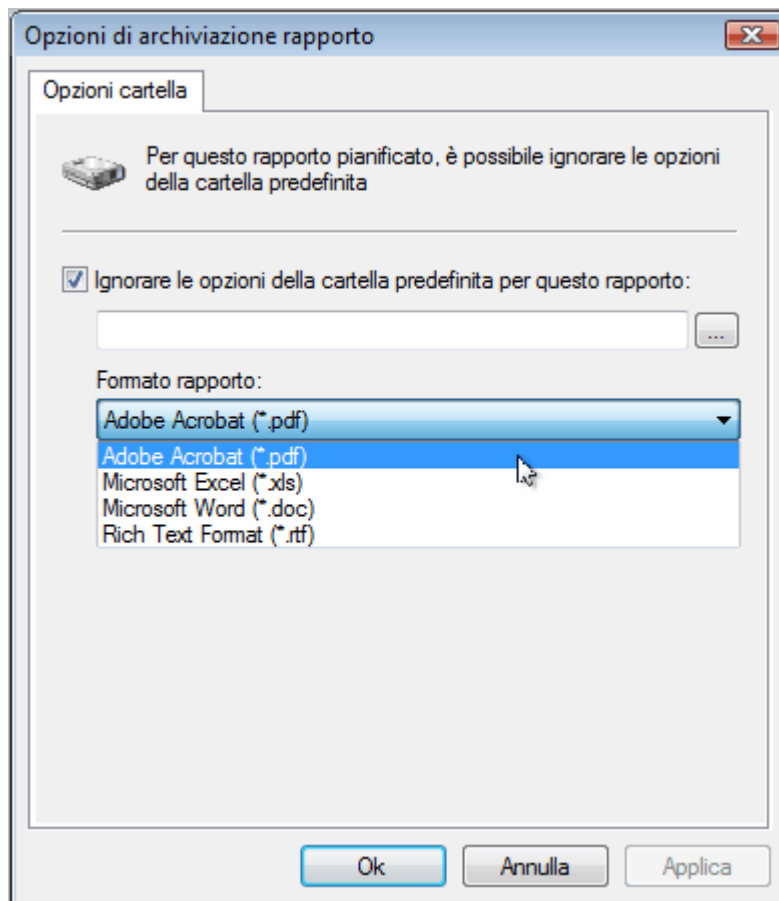 Opzioni di archiviazione rapporto
Opzioni cartella
Per questo rapporto pianificato, è possibile ignorare le opzioni
della cartella predefinita
Ignorare le opzioni della cartella predefinita per questo rapporto:
...
Formato rapporto:
Adobe Acrobat (*.pdf)
Adobe Acrobat (*.pdf)
Microsoft Excel (*.xls)
Microsoft Word (*.doc)
Rich Text Format (*.rtf)
Ok Annulla Applica